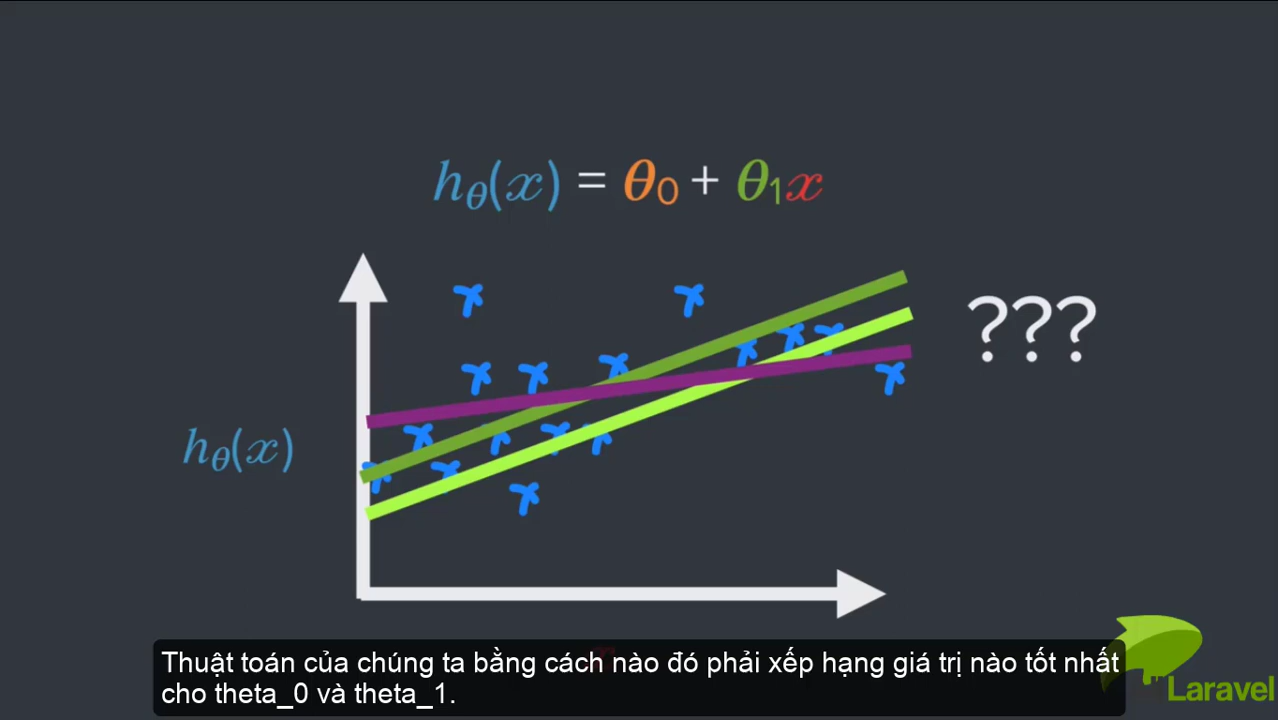 hθ(x) = θ0 + θ1x
???
hθ(x)
Thuật toán của chúng ta bằng cách nào đó phải xếp hạng giá trị nào tốt nhất
cho theta_0 và theta_1.
Laravel